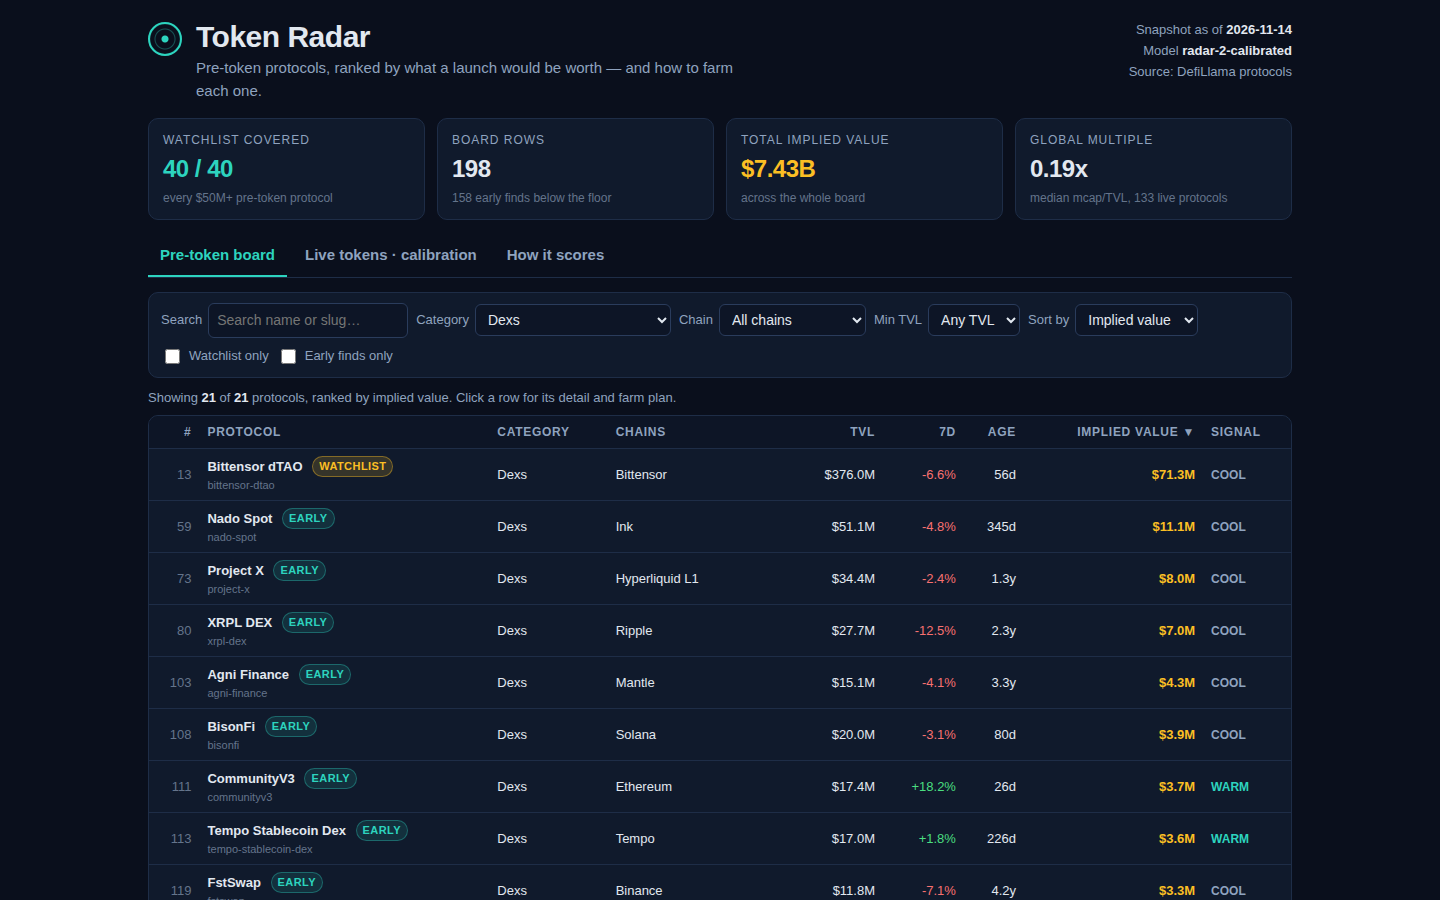 Token Radar
Pre-token protocols, ranked by what a launch would be worth — and how to farm
each one.
Snapshot as of 2026-11-14
Model radar-2-calibrated
Source: DefiLlama protocols
WATCHLIST COVERED
40 / 40
every $50M+ pre-token protocol
BOARD ROWS
198
158 early finds below the floor
TOTAL IMPLIED VALUE
$7.43B
across the whole board
GLOBAL MULTIPLE
0.19x
median mcap/TVL, 133 live protocols
Pre-token board Live tokens · calibration How it scores
Search Search name or slug… Category Dexs Chain All chains Min TVL Any TVL Sort by Implied value
Watchlist only Early finds only
Showing 21 of 21 protocols, ranked by implied value. Click a row for its detail and farm plan.
# PROTOCOL CATEGORY CHAINS TVL 7D AGE IMPLIED VALUE ▼ SIGNAL
13 Bittensor dTAO WATCHLIST Dexs Bittensor $376.0M -6.6% 56d $71.3M COOL
bittensor-dtao
59 Nado Spot EARLY Dexs Ink $51.1M -4.8% 345d $11.1M COOL
nado-spot
73 Project X EARLY Dexs Hyperliquid L1 $34.4M -2.4% 1.3y $8.0M COOL
project-x
80 XRPL DEX EARLY Dexs Ripple $27.7M -12.5% 2.3y $7.0M COOL
xrpl-dex
103 Agni Finance EARLY Dexs Mantle $15.1M -4.1% 3.3y $4.3M COOL
agni-finance
108 BisonFi EARLY Dexs Solana $20.0M -3.1% 80d $3.9M COOL
bisonfi
111 CommunityV3 EARLY Dexs Ethereum $17.4M +18.2% 26d $3.7M WARM
communityv3
113 Tempo Stablecoin Dex EARLY Dexs Tempo $17.0M +1.8% 226d $3.6M WARM
tempo-stablecoin-dex
119 FstSwap EARLY Dexs Binance $11.8M -7.1% 4.2y $3.3M COOL